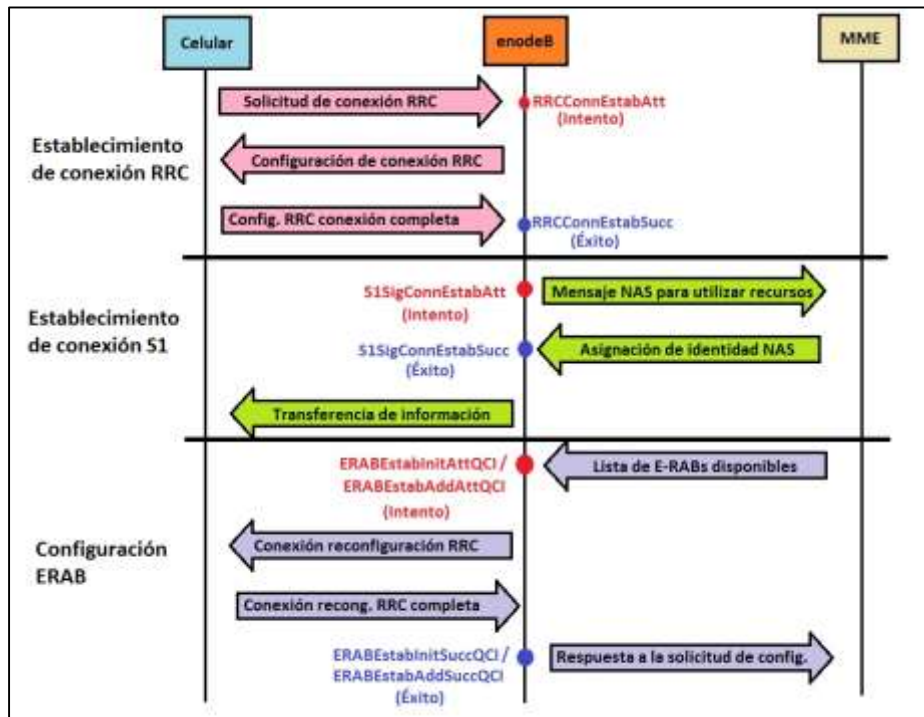 Celular
enodeB
MME
Solicitud de conexión RRC
RRCConnEstabAtt
(Intento)
Establecimiento
de conexión RRC
Configuración de conexión RRC
Config. RRC conexión completa
RRCConnEstabSucc
(Éxito)
S1SigConnEstabAtt
(Intento)
Mensaje NAS para utilizar recursos
Establecimiento
de conexión S1
S1SigConnEstabSucc
(Éxito)
Asignación de identidad NAS
Transferencia de información
ERABEstabInitAttQCI /
ERABEstabAddAttQCI
(Intento)
Lista de E-RABs disponibles
Configuración
ERAB
Conexión reconfiguración RRC
Conexión recong. RRC completa
ERABEstabInitSuccQCI /
ERABEstabAddSuccQCI
(Éxito)
Respuesta a la solicitud de config.